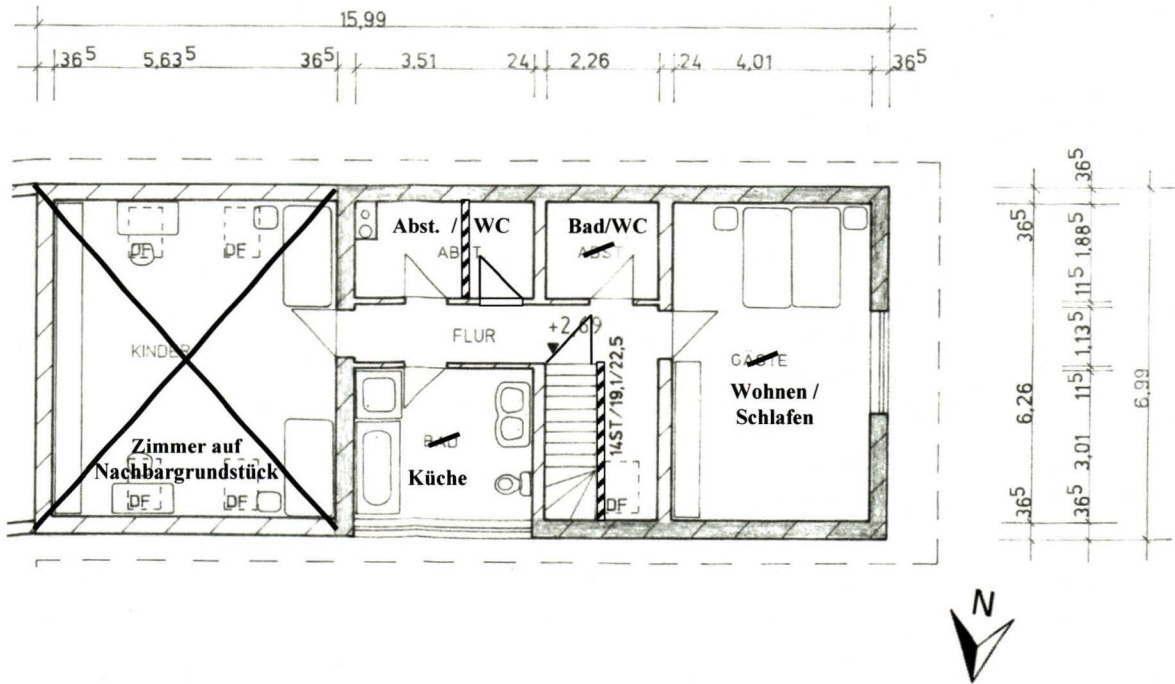 15,99
36⁵ 5,63⁵ 36⁵ 3,51 24 2,26 24 4,01 36⁵
Abst. / WC Bad/WC
ABST ABST
DF DF
FLUR +2,69
KINDER GÄSTE
Wohnen /
Schlafen
14ST/19,1/22,5
Zimmer auf
Nachbargrundstück
BAD
Küche
DF DF DF
36⁵ 6,26 36⁵
36⁵ 1,88⁵ 11⁵ 1,13⁵ 11⁵ 3,01 36⁵
6,99
N